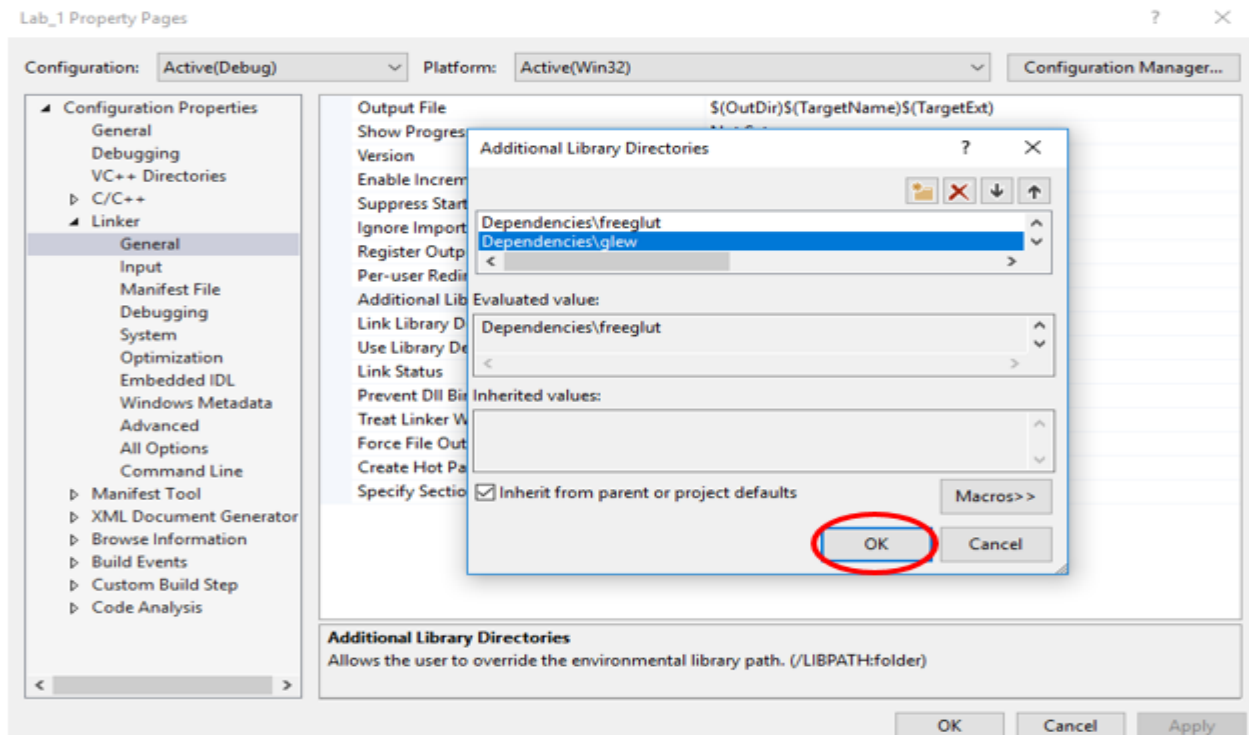 Lab_1 Property Pages
Configuration: Active(Debug) Platform: Active(Win32) Configuration Manager...
Configuration Properties
General
Debugging
VC++ Directories
C/C++
Linker
General
Input
Manifest File
Debugging
System
Optimization
Embedded IDL
Windows Metadata
Advanced
All Options
Command Line
Manifest Tool
XML Document Generator
Browse Information
Build Events
Custom Build Step
Code Analysis
Output File $(OutDir)$(TargetName)$(TargetExt)
Show Progres
Version
Enable Increm
Suppress Start
Ignore Import
Register Outp
Per-user Redir
Additional Lib
Link Library D
Use Library De
Link Status
Prevent Dll Bin
Treat Linker W
Force File Out
Create Hot Pa
Specify Sectio
Additional Library Directories
Dependencies\freeglut
Dependencies\glew
Evaluated value:
Dependencies\freeglut
Inherited values:
Inherit from parent or project defaults
Macros>>
OK Cancel
Additional Library Directories
Allows the user to override the environmental library path. (/LIBPATH:folder)
OK Cancel Apply